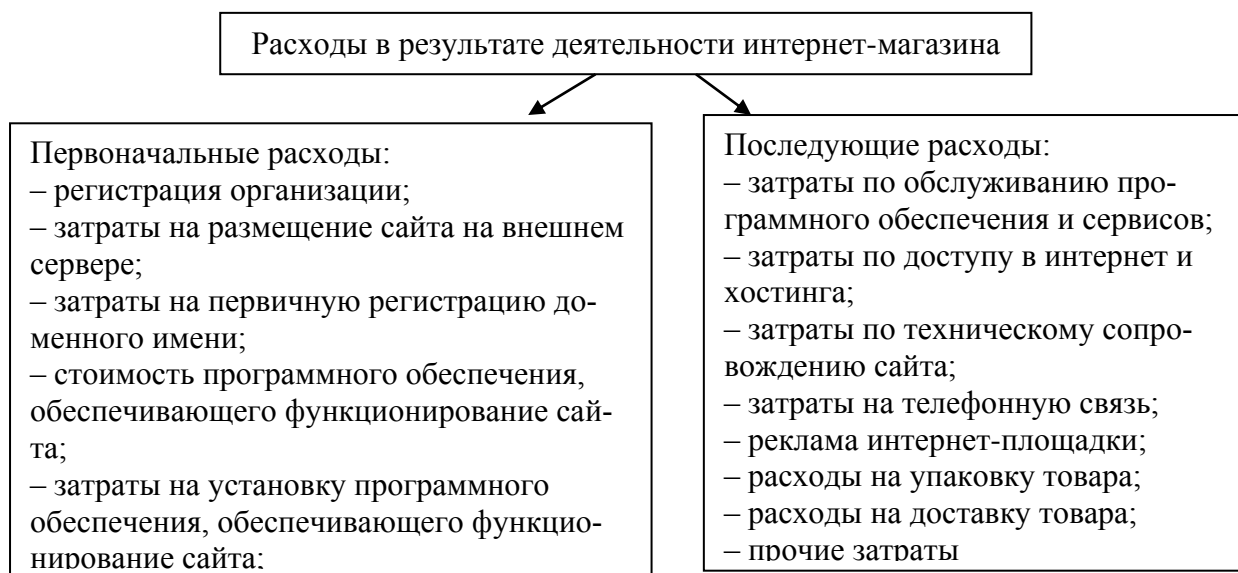 Расходы в результате деятельности интернет-магазина
Первоначальные расходы:
– регистрация организации;
– затраты на размещение сайта на внешнем
сервере;
– затраты на первичную регистрацию до-
менного имени;
– стоимость программного обеспечения,
обеспечивающего функционирование сай-
та;
– затраты на установку программного
обеспечения, обеспечивающего функцио-
нирование сайта;
Последующие расходы:
– затраты по обслуживанию про-
граммного обеспечения и сервисов;
– затраты по доступу в интернет и
хостинга;
– затраты по техническому сопро-
вождению сайта;
– затраты на телефонную связь;
– реклама интернет-площадки;
– расходы на упаковку товара;
– расходы на доставку товара;
– прочие затраты